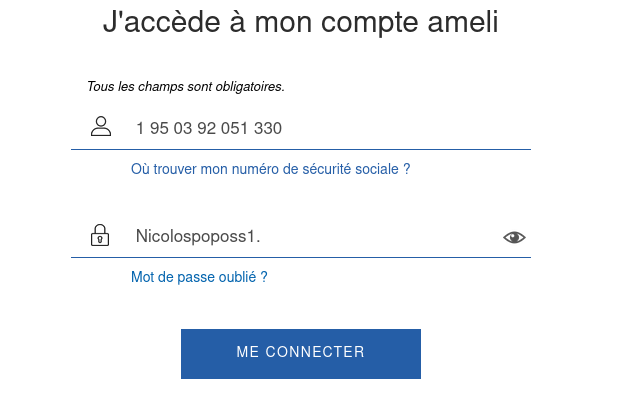 J'accède à mon compte ameli
Tous les champs sont obligatoires.
1 95 03 92 051 330
Où trouver mon numéro de sécurité sociale ?
Nicolospoposs1.
Mot de passe oublié ?
ME CONNECTER